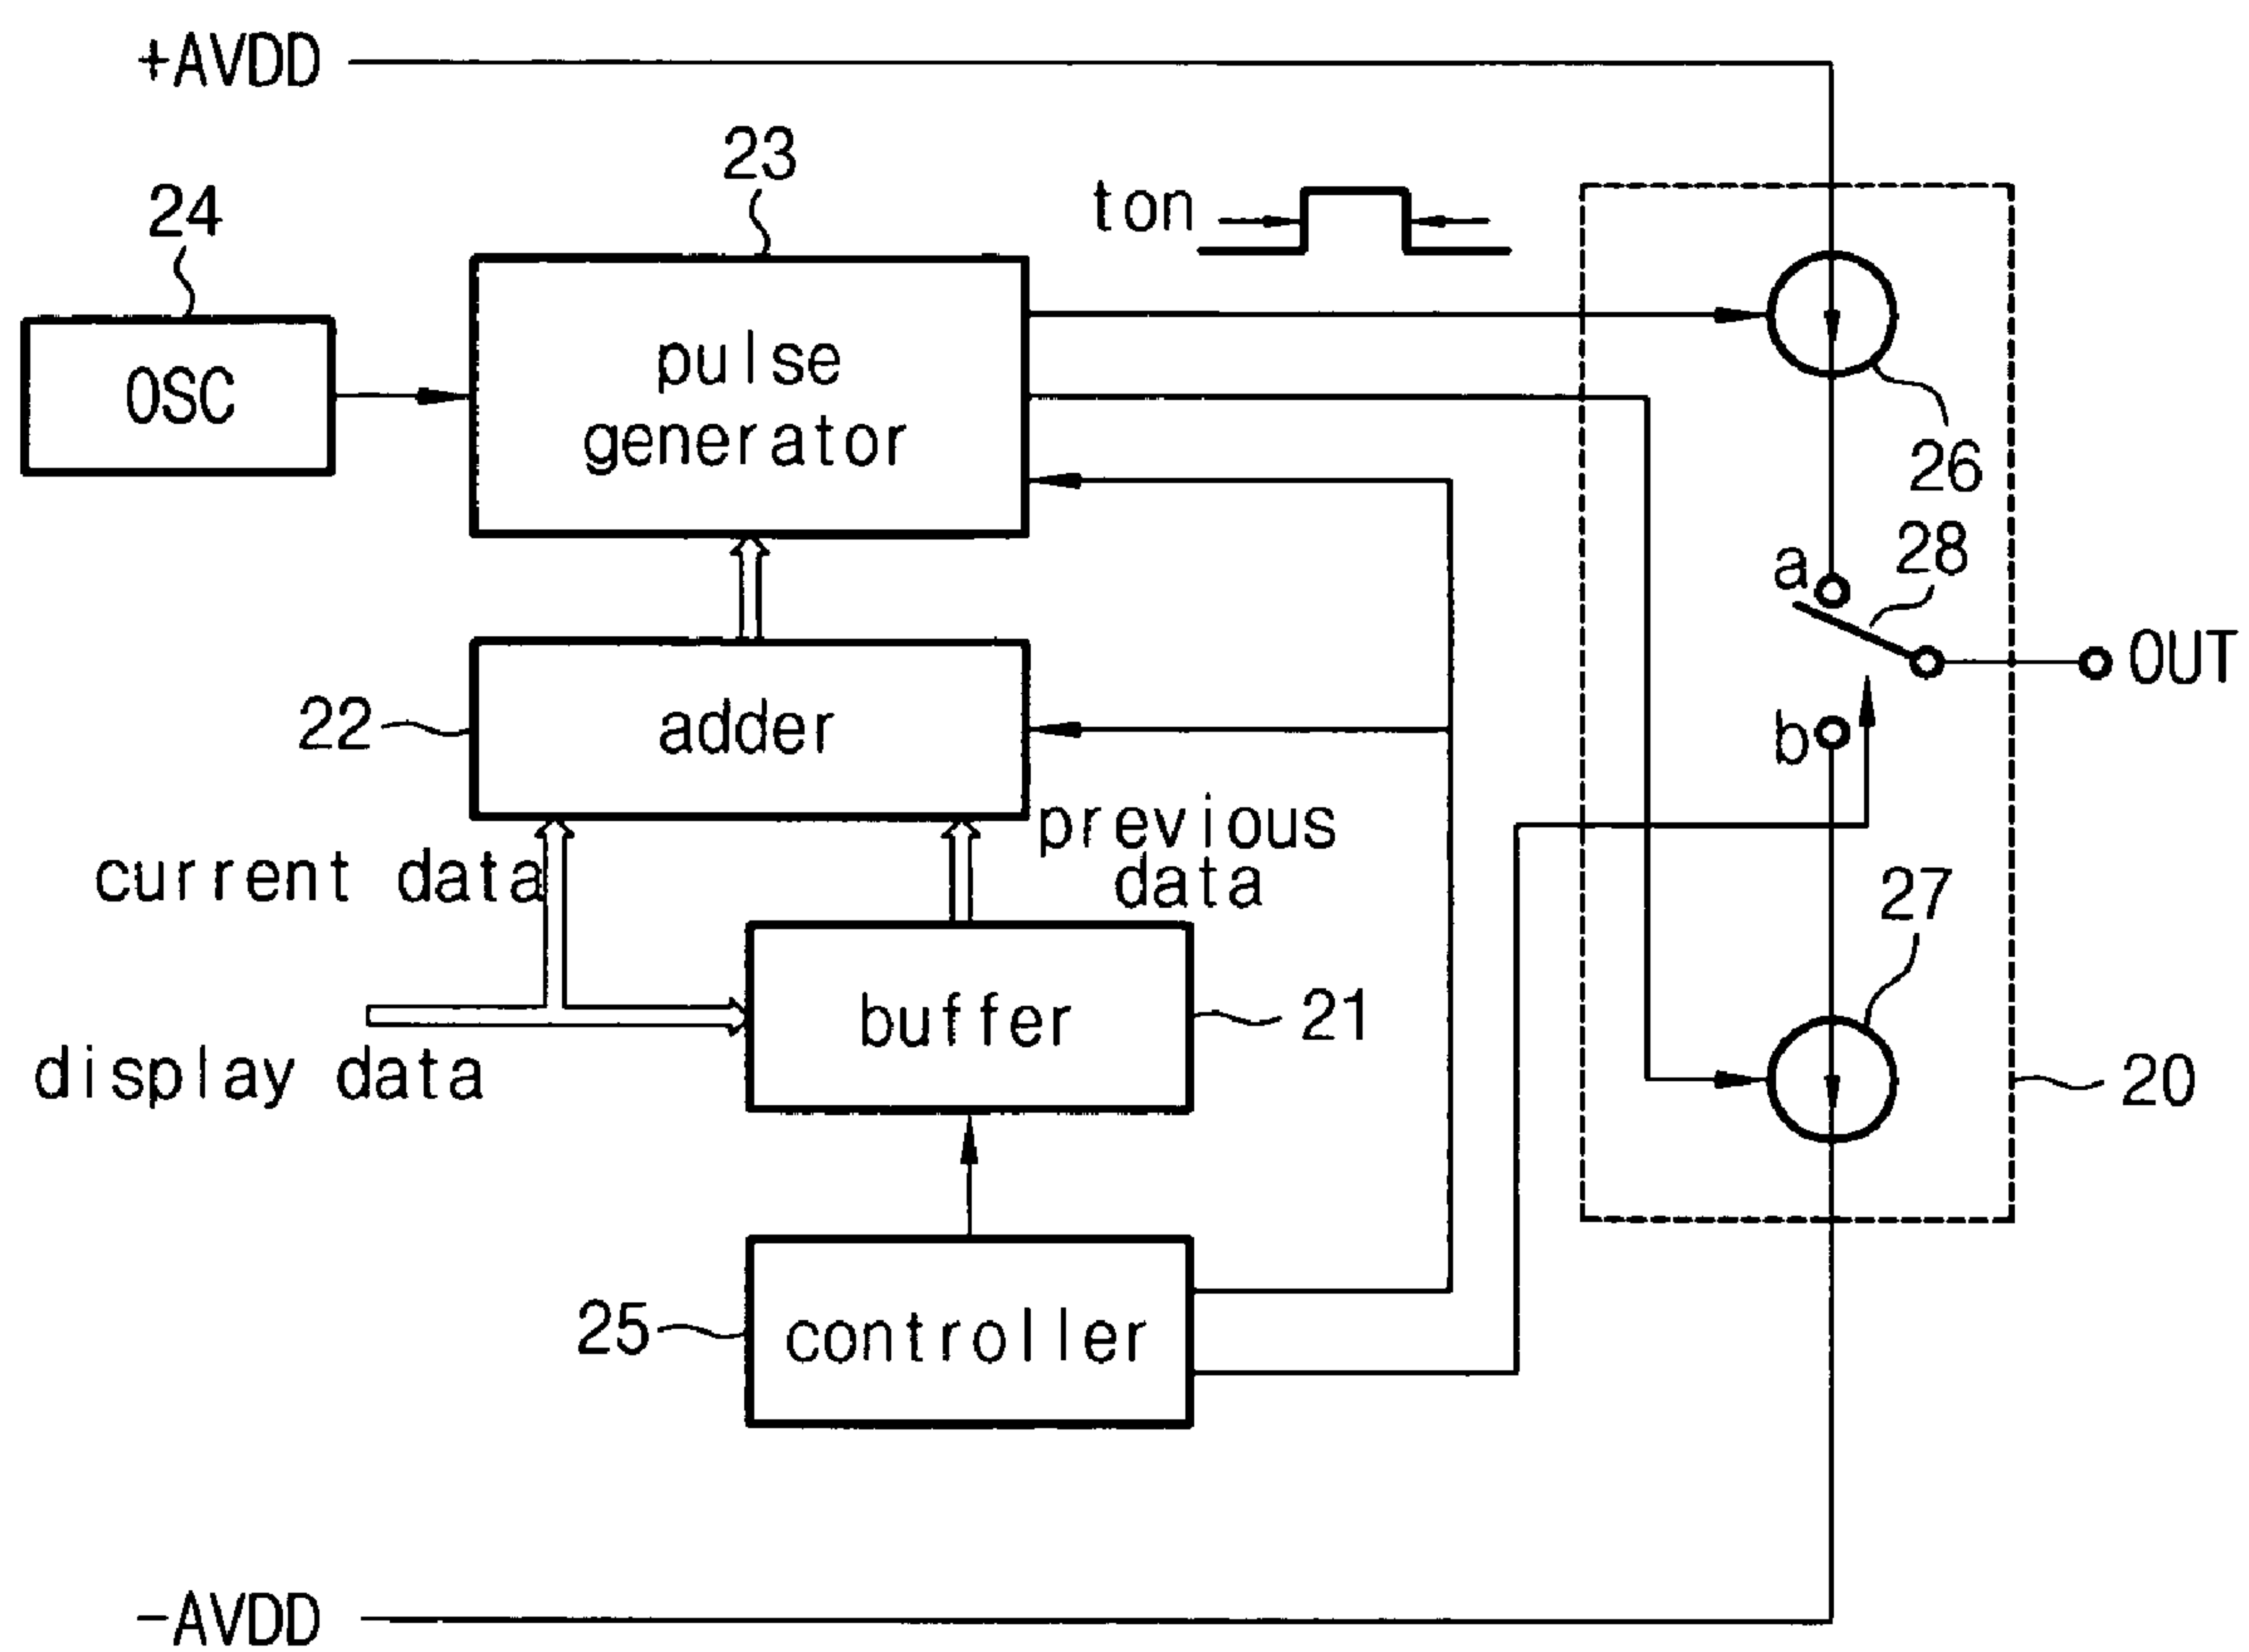 +AVDD
23
ton
24
OSC
pulse
generator
26
28
a
OUT
22
adder
b
previous
data
current data
27
buffer
21
display data
20
25
controller
-AVDD